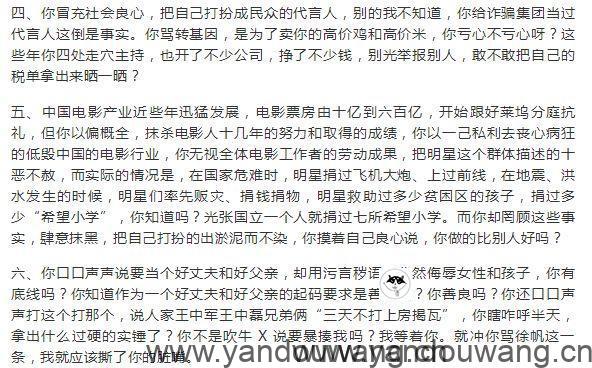 四、你冒充社会良心，把自己打扮成民众的代言人，别的我不知道，你给诈骗集团当过
代言人这倒是事实。你骂转基因，是为了卖你的高价鸡和高价米，你亏心不亏心呀？这
些年你四处走穴主持，也开了不少公司，挣了不少钱，别光举报别人，敢不敢把自己的
税单拿出来晒一晒？
五、中国电影产业近些年迅猛发展，电影票房由十亿到六百亿，开始跟好莱坞分庭抗
礼，但你以偏概全，抹杀电影人十几年的努力和取得的成绩，你以一己私利去丧心病狂
的低毁中国的电影行业，你无视全体电影工作者的劳动成果，把明星这个群体描述的十
恶不赦，而实际的情况是，在国家危难时，明星捐过飞机大炮、上过前线，在地震、洪
水发生的时候，明星们率先赈灾、捐钱捐物，明星救助过多少贫困区的孩子，捐过多
少“希望小学”，你知道吗？光张国立一个人就捐过七所希望小学。而你却罔顾这些事
实，肆意抹黑，把自己打扮的出淤泥而不染，你摸着自己良心说，你做的比别人好吗？
六、你口口声声说要当个好丈夫和好父亲，却用污言秽语 然侮辱女性和孩子，你有
底线吗？你知道作为一个好丈夫和好父亲的起码要求是善 ？你善良吗？你还口口声
声打这个打那个，说人家王中军王中磊兄弟俩“三天不打上房揭瓦”，你瞎咋呼半天，
拿出什么过硬的实锤了？你不是吹牛 X 说要暴揍我吗？我等着你。就冲你骂徐帆这一
条，我就应该撕了你的脏嘴。
www.yandouwang.cn